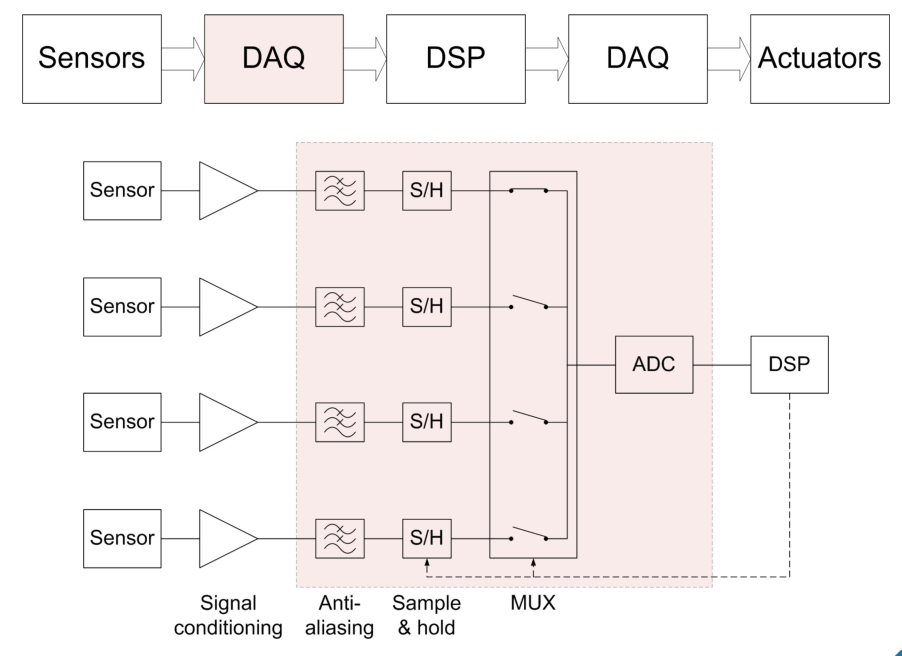 Sensors
DAQ
DSP
DAQ
Actuators
Sensor
S/H
Sensor
S/H
ADC
DSP
Sensor
S/H
Sensor
S/H
Signal
conditioning
Anti-
aliasing
Sample
& hold
MUX